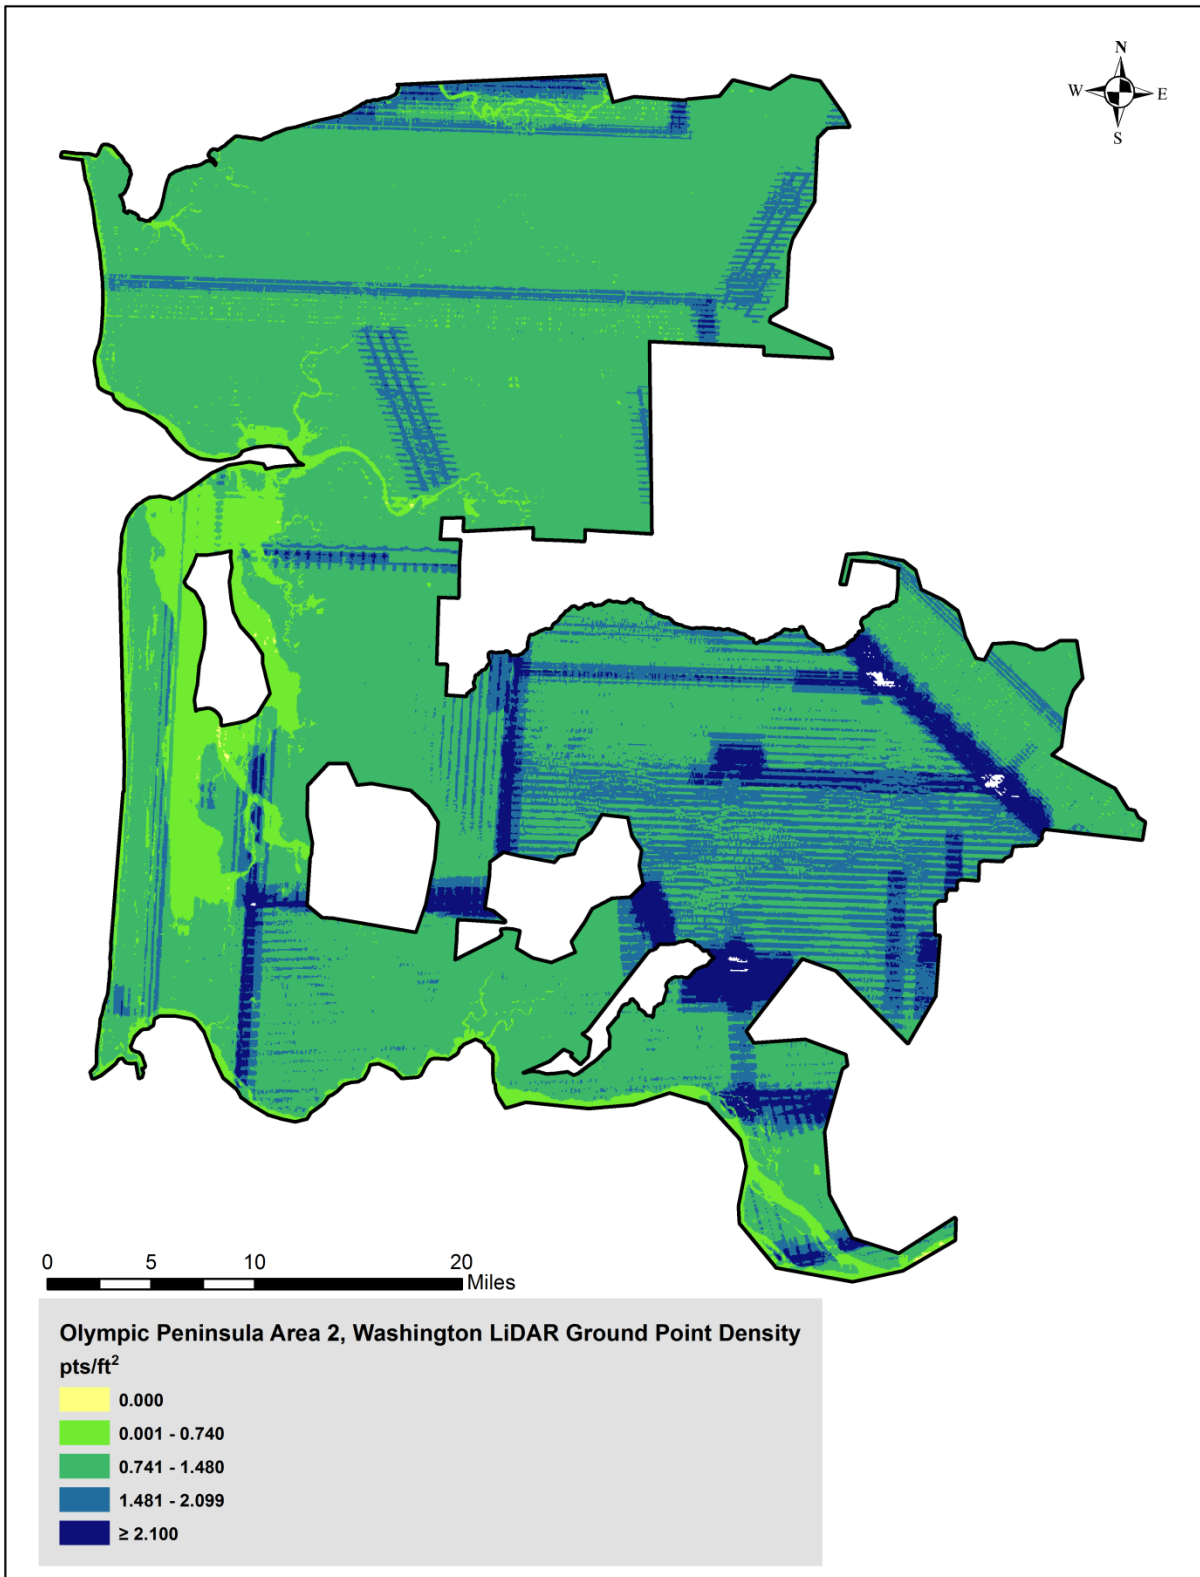 N
W E
S
0 5 10 20
Miles
Olympic Peninsula Area 2, Washington LiDAR Ground Point Density
pts/ft²
0.000
0.001 - 0.740
0.741 - 1.480
1.481 - 2.099
≥ 2.100